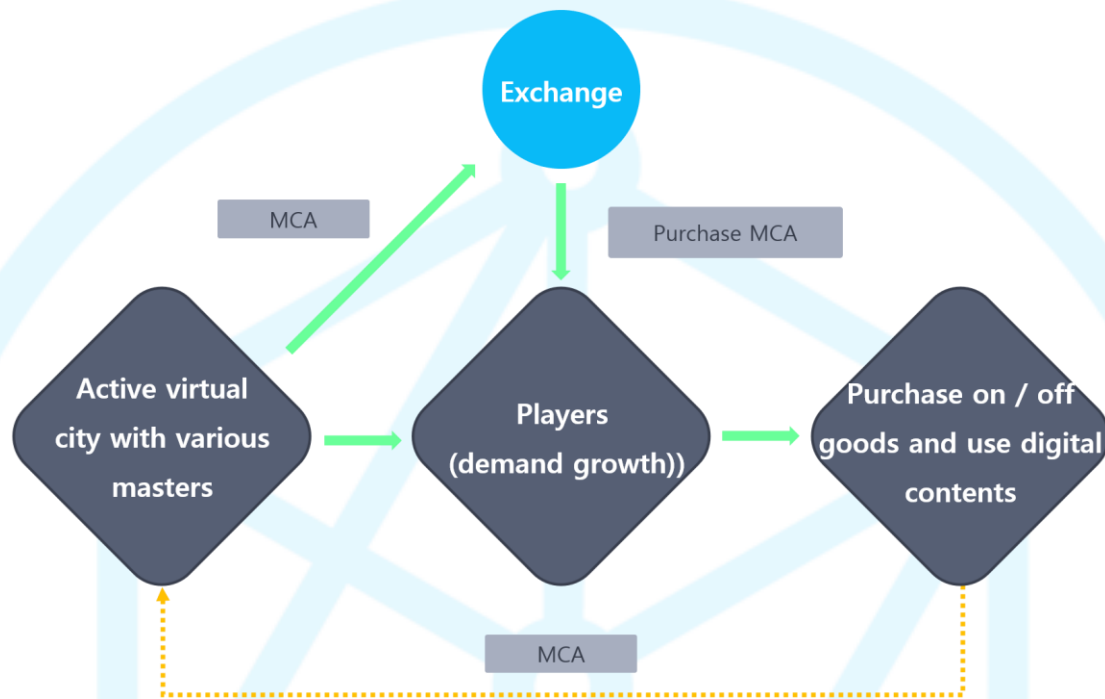 Exchange
MCA
Purchase MCA
Active virtual
city with various
masters
Players
(demand growth))
Purchase on / off
goods and use digital
contents
MCA